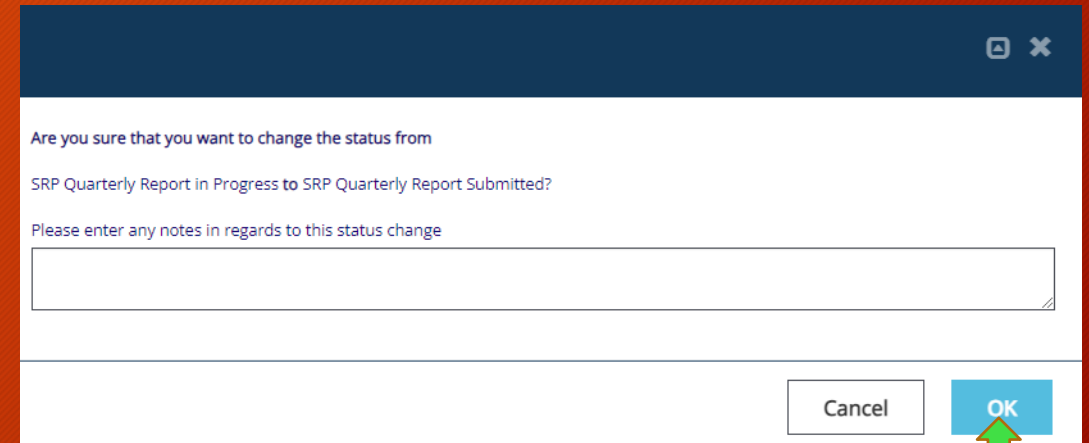 Are you sure that you want to change the status from
SRP Quarterly Report in Progress to SRP Quarterly Report Submitted?
Please enter any notes in regards to this status change
Cancel
OK